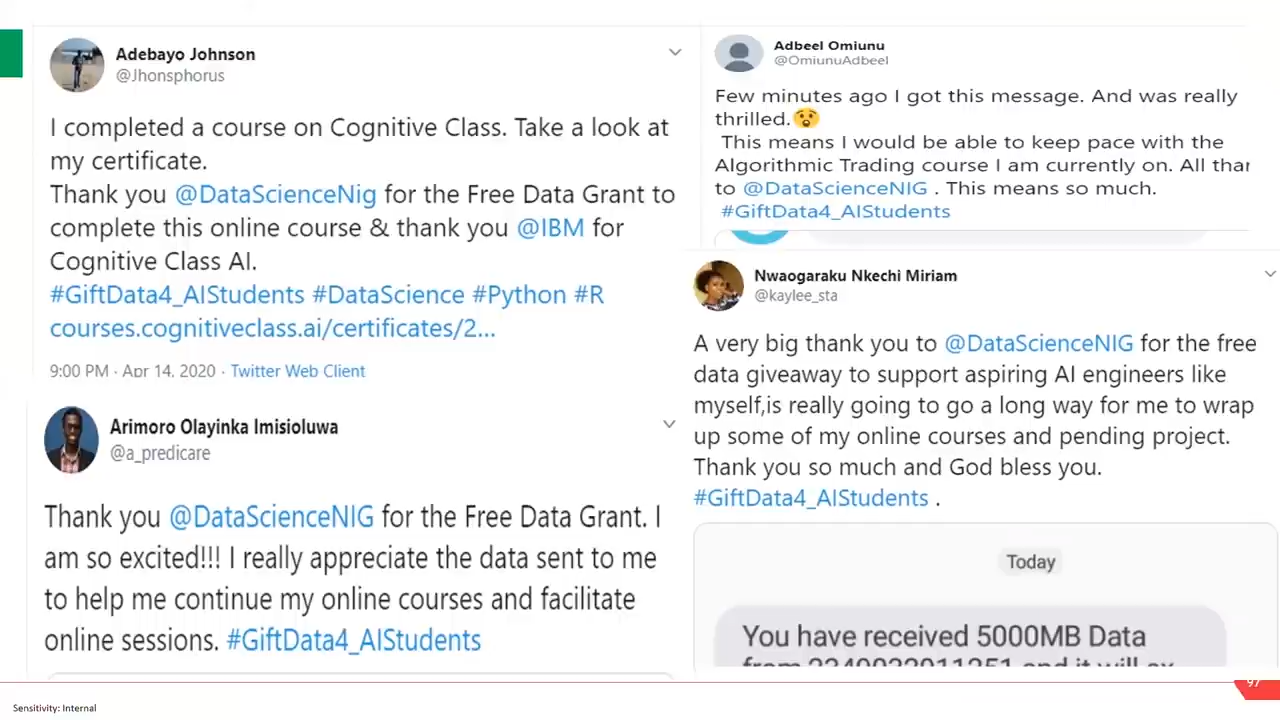 Adebayo Johnson
@Jhonsphorus
I completed a course on Cognitive Class. Take a look at
my certificate.
Thank you @DataScienceNig for the Free Data Grant to
complete this online course & thank you @IBM for
Cognitive Class AI.
#GiftData4_AIStudents #DataScience #Python #R
courses.cognitiveclass.ai/certificates/2...
9:00 PM · Apr 14, 2020 · Twitter Web Client
Arimoro Olayinka Imisioluwa
@a_predicare
Thank you @DataScienceNIG for the Free Data Grant. I
am so excited!!! I really appreciate the data sent to me
to help me continue my online courses and facilitate
online sessions. #GiftData4_AIStudents
Adbeel Omiunu
@OmiunuAdbeel
Few minutes ago I got this message. And was really
thrilled.😲
This means I would be able to keep pace with the
Algorithmic Trading course I am currently on. All
to @DataScienceNIG . This means so much.
#GiftData4_AIStudents
Nwaogaraku Nkechi Miriam
@kaylee_sta
A very big thank you to @DataScienceNIG for the free
data giveaway to support aspiring AI engineers like
myself,is really going to go a long way for me to wrap
up some of my online courses and pending project.
Thank you so much and God bless you.
#GiftData4_AIStudents .
Today
You have received 5000MB Data
from and it will
97
Sensitivity: Internal